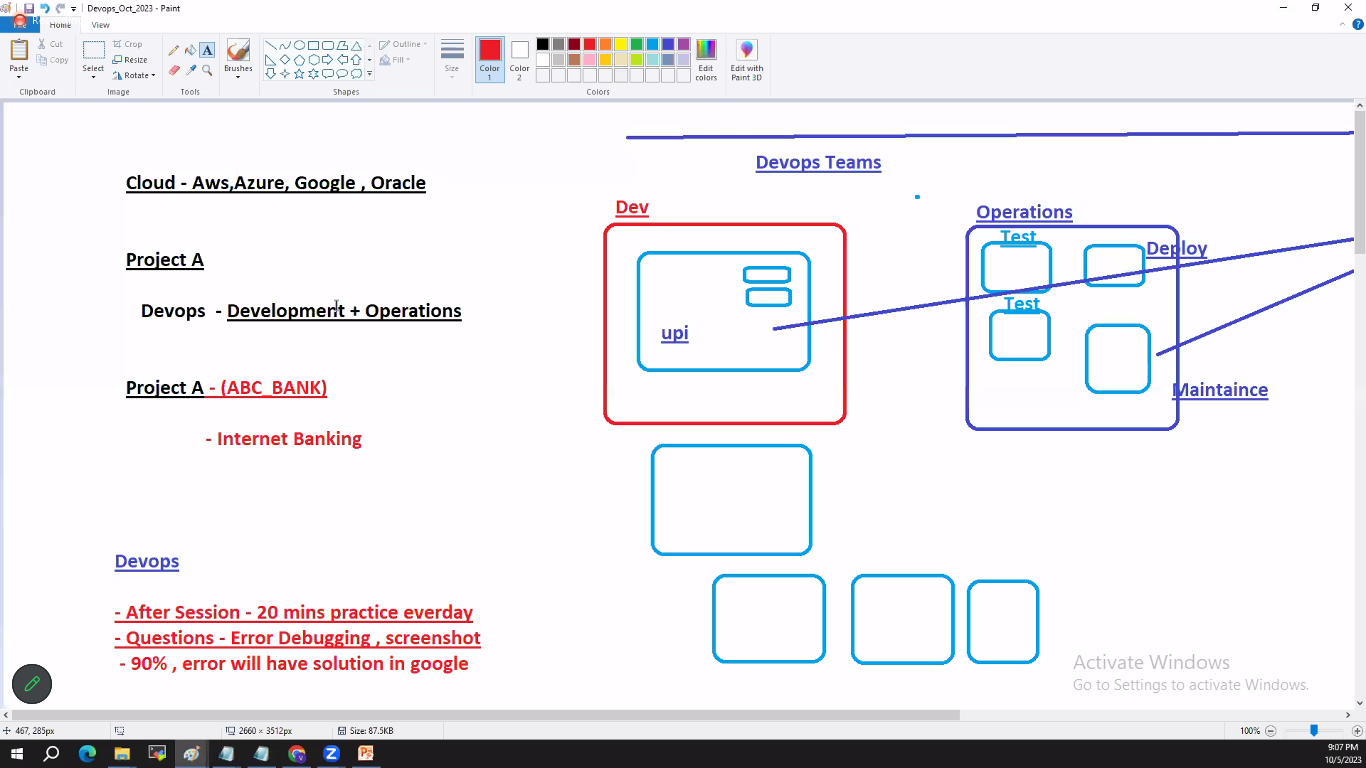 Devops_Oct_2023 - Paint
Home
View
Paste
Cut
Copy
Clipboard
Select
Crop
Resize
Rotate
Image
A
Tools
Brushes
Shapes
Outline
Fill
Size
Color 1
Color 2
Edit colors
Colors
Edit with Paint 3D
Cloud - Aws,Azure, Google , Oracle
Project A
Devops - Development + Operations
Project A - (ABC_BANK)
- Internet Banking
Devops
- After Session - 20 mins practice everday
- Questions - Error Debugging , screenshot
- 90% , error will have solution in google
Devops Teams
Dev
upi
Operations
Test
Deploy
Test
Maintaince
Activate Windows
Go to Settings to activate Windows.
467, 285px
2660 × 3512px
Size: 87.5KB
100%
9:07 PM
10/5/2023